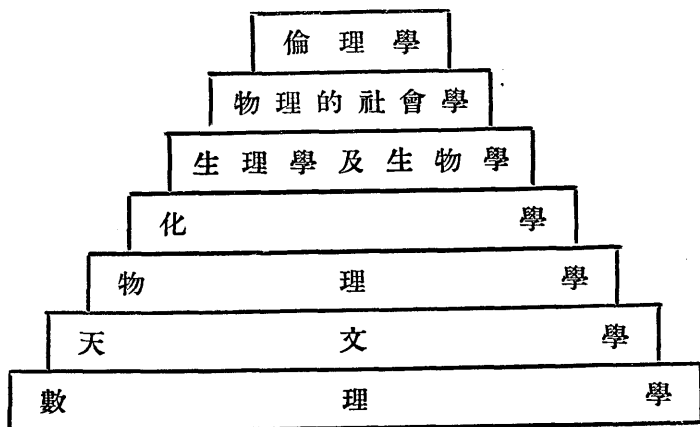 倫理學
物理的社會學
生理學及生物學
化學
物理學
天文學
數理學